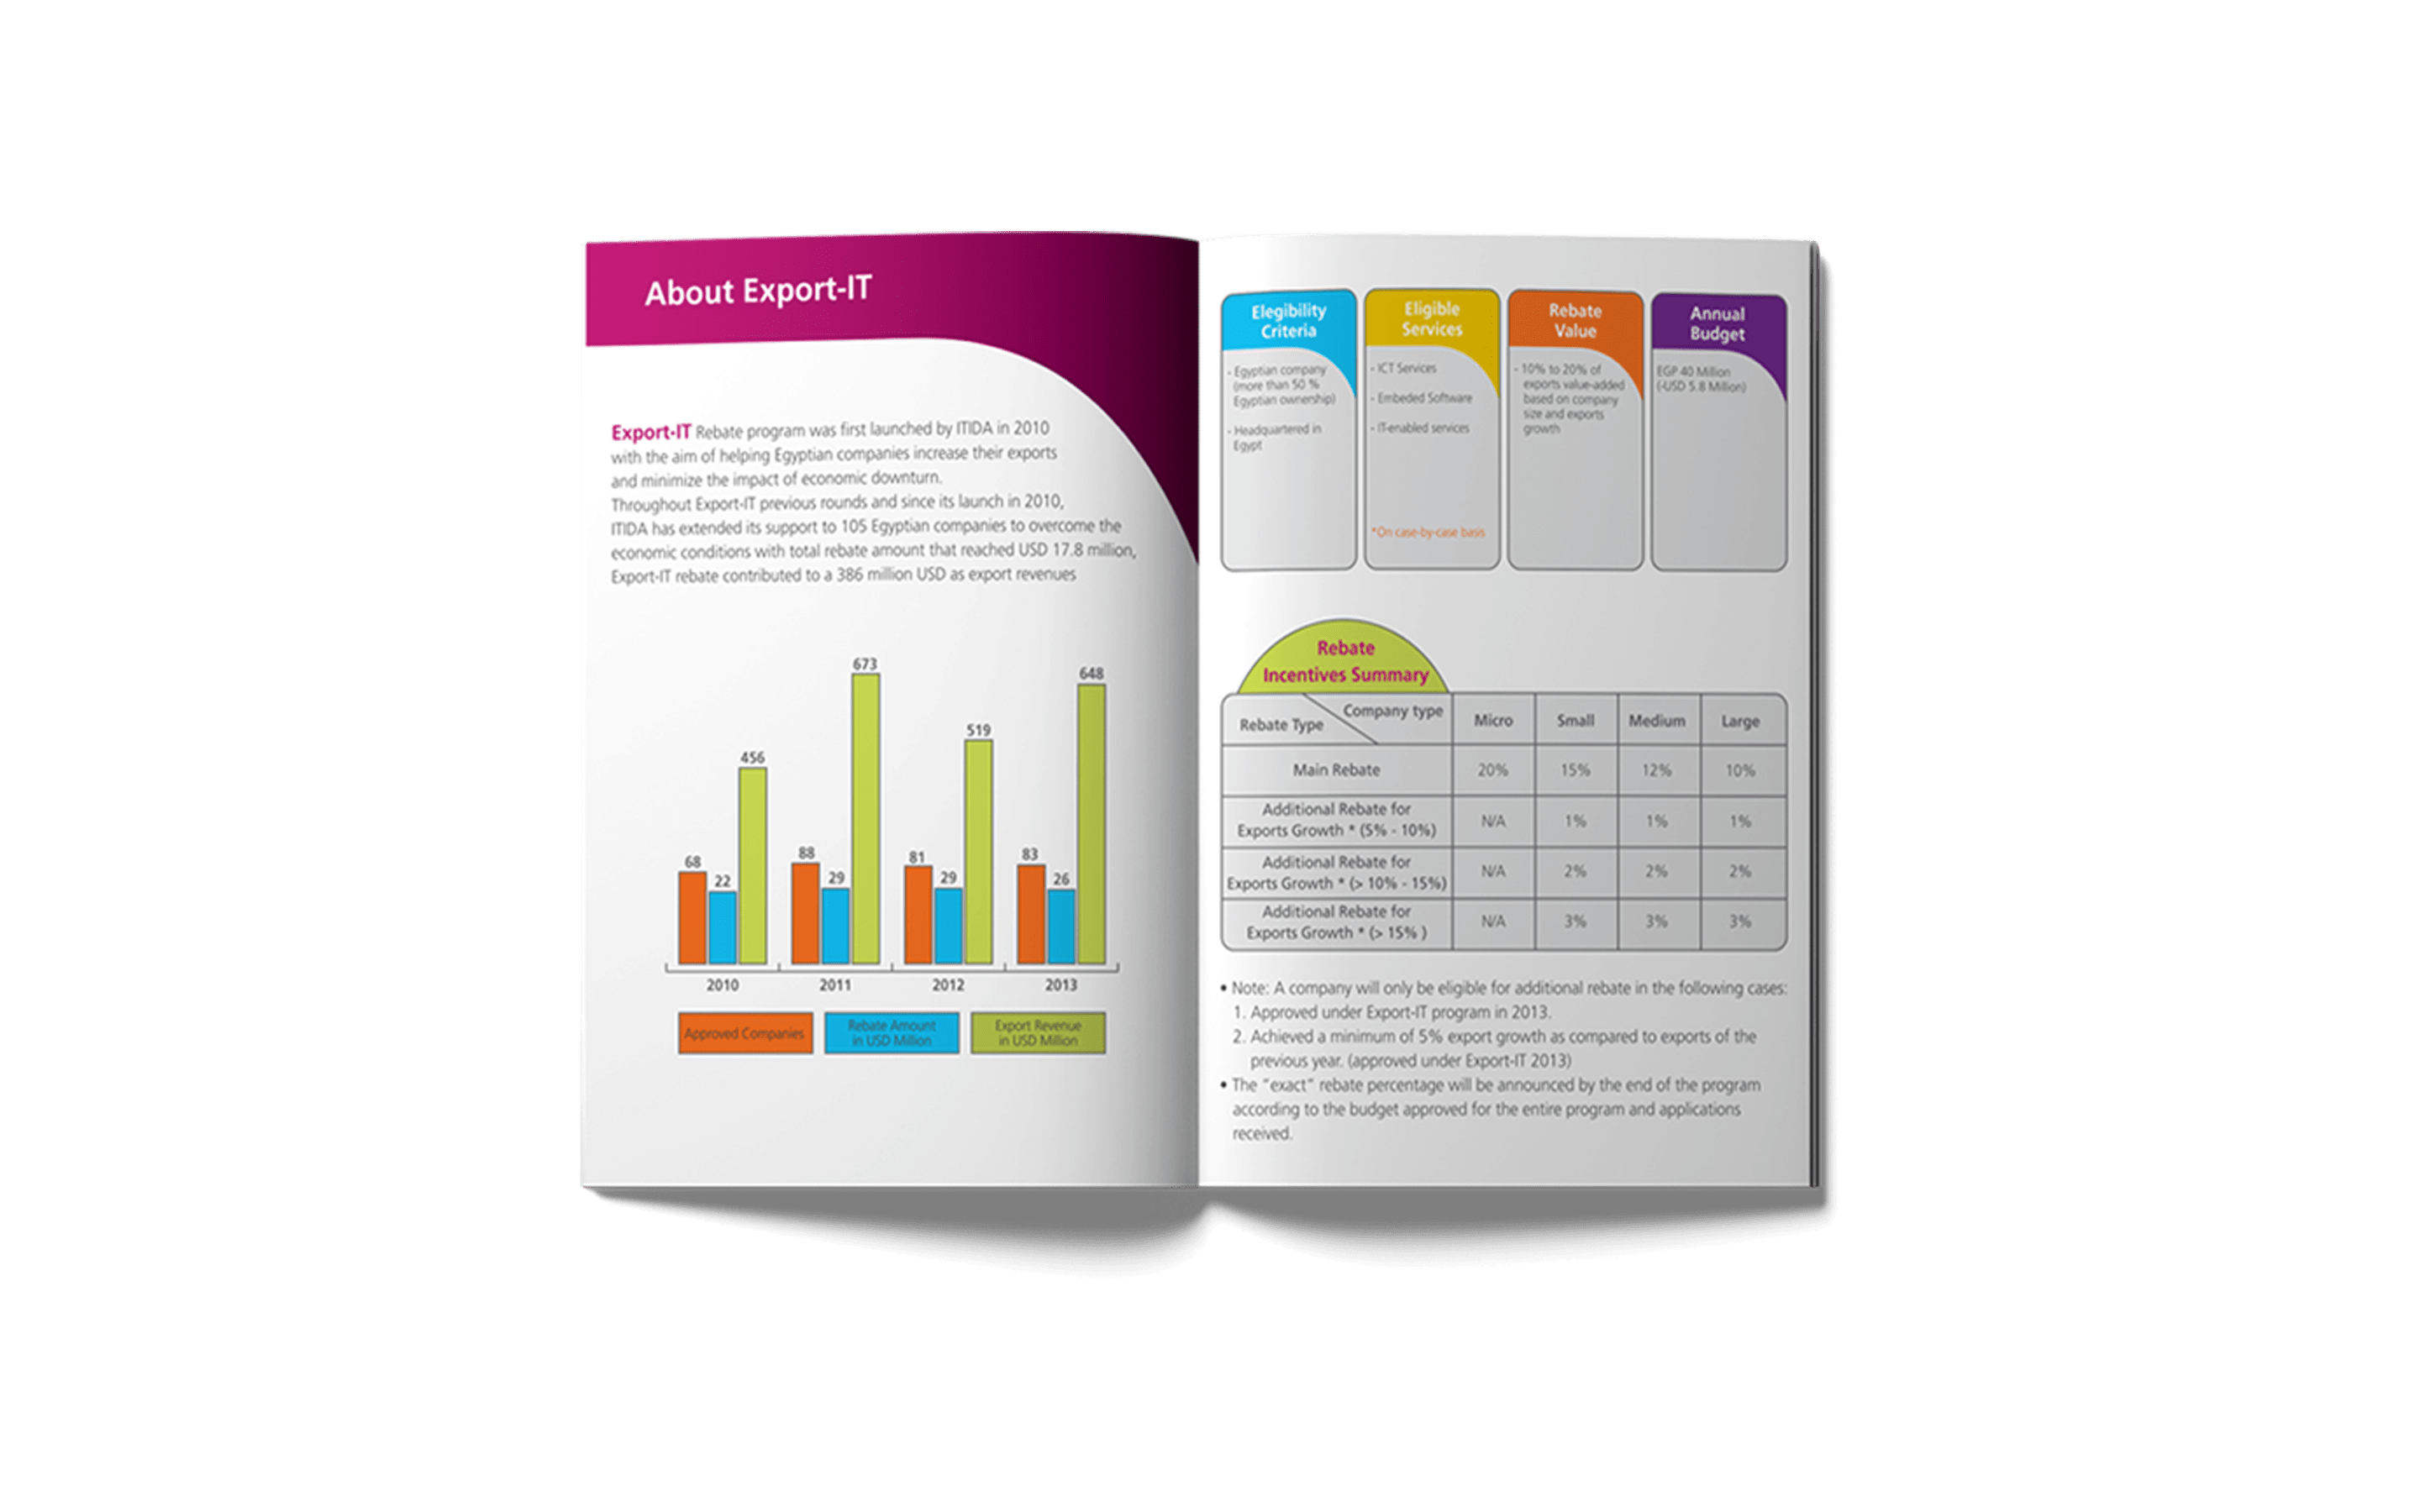 About Export-IT
Export-IT Rebate program was first launched by ITIDA in 2010
with the aim of helping Egyptian companies increase their exports
and minimize the impact of economic downturn.
Throughout Export-IT previous rounds and since its launch in 2010,
ITIDA has extended its support to 105 Egyptian companies to overcome the
economic conditions with total rebate amount that reached USD 17.8 million,
Export-IT rebate contributed to a 386 million USD as export revenues
68 22 456
88 29 673
81 29 519
83 26 648
2010 2011 2012 2013
Approved Companies
Rebate Amount
in USD Million
Export Revenue
in USD Million
Elegibility
Criteria
- Egyptian company
(more than 50 %
Egyptian ownership)
- Headquartered in
Egypt
Eligible
Services
- ICT Services
- Embeded Software
- IT-enabled services
*On case-by-case basis
Rebate
Value
- 10% to 20% of
exports value-added
based on company
size and exports
growth
Annual
Budget
EGP 40 Million
(-USD 5.8 Million)
Rebate
Incentives Summary
Rebate Type Company type Micro Small Medium Large
Main Rebate 20% 15% 12% 10%
Additional Rebate for
Exports Growth * (5% - 10%) N/A 1% 1% 1%
Additional Rebate for
Exports Growth * (> 10% - 15%) N/A 2% 2% 2%
Additional Rebate for
Exports Growth * (> 15% ) N/A 3% 3% 3%
• Note: A company will only be eligible for additional rebate in the following cases:
1. Approved under Export-IT program in 2013.
2. Achieved a minimum of 5% export growth as compared to exports of the
previous year. (approved under Export-IT 2013)
• The "exact" rebate percentage will be announced by the end of the program
according to the budget approved for the entire program and applications
received.